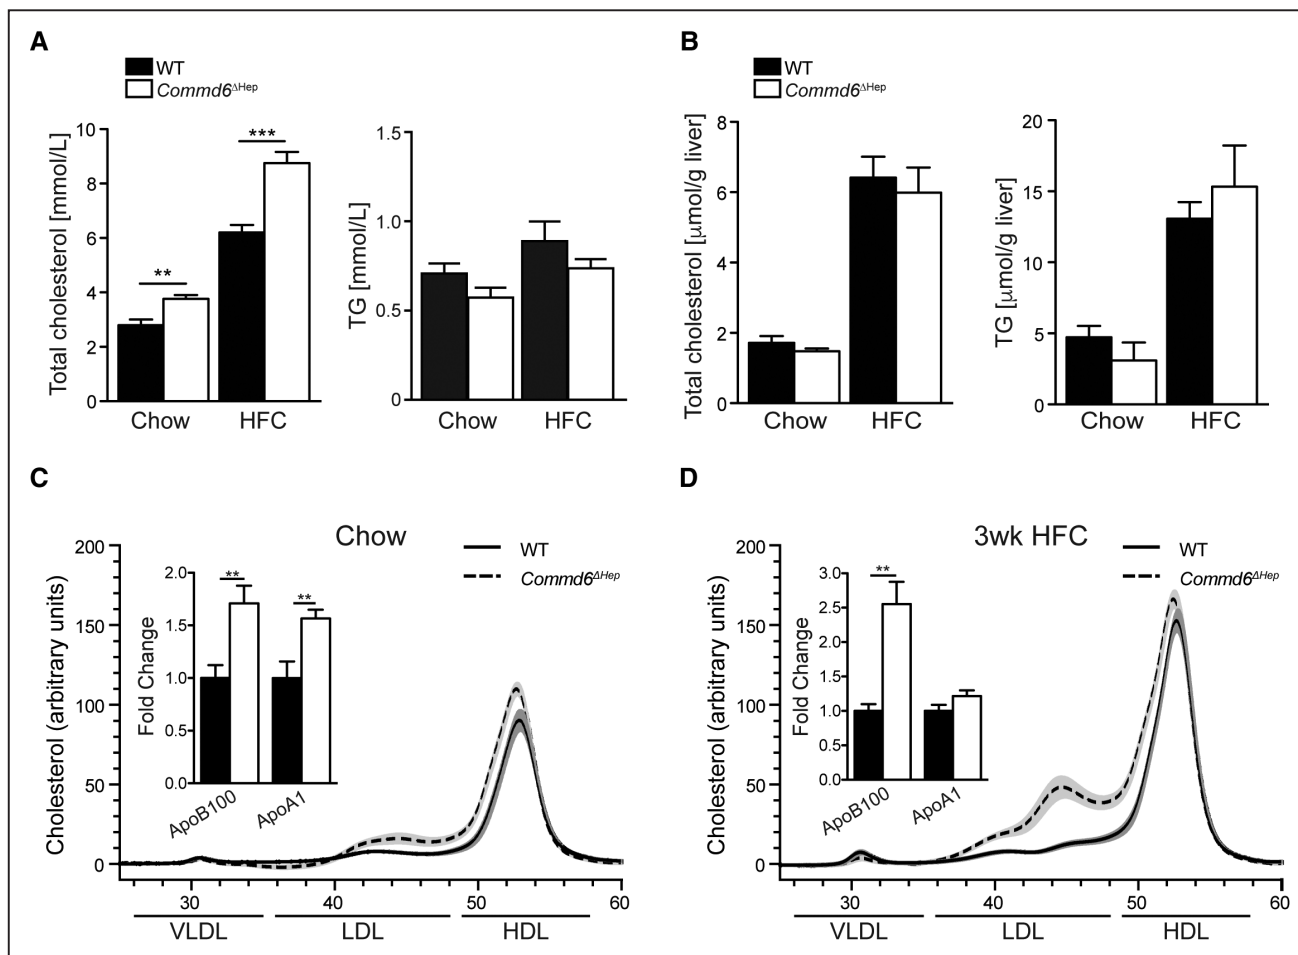 A
WT
Commd6ΔHep
Total cholesterol [mmol/L]
10
8
6
4
2
0
**
***
Chow
HFC
TG [mmol/L]
1.5
1.0
0.5
0
Chow
HFC
B
WT
Commd6ΔHep
Total cholesterol [μmol/g liver]
8
6
4
2
0
Chow
HFC
TG [μmol/g liver]
20
15
10
5
0
Chow
HFC
C
Chow
WT
Commd6ΔHep
Cholesterol (arbitrary units)
200
150
100
50
0
30
40
50
60
VLDL
LDL
HDL
Fold Change
2.0
1.5
1.0
0.5
0.0
**
**
ApoB100
ApoA1
D
3wk HFC
WT
Commd6ΔHep
Cholesterol (arbitrary units)
200
150
100
50
0
30
40
50
60
VLDL
LDL
HDL
Fold Change
3.0
2.5
2.0
1.5
1.0
0.5
0.0
**
ApoB100
ApoA1